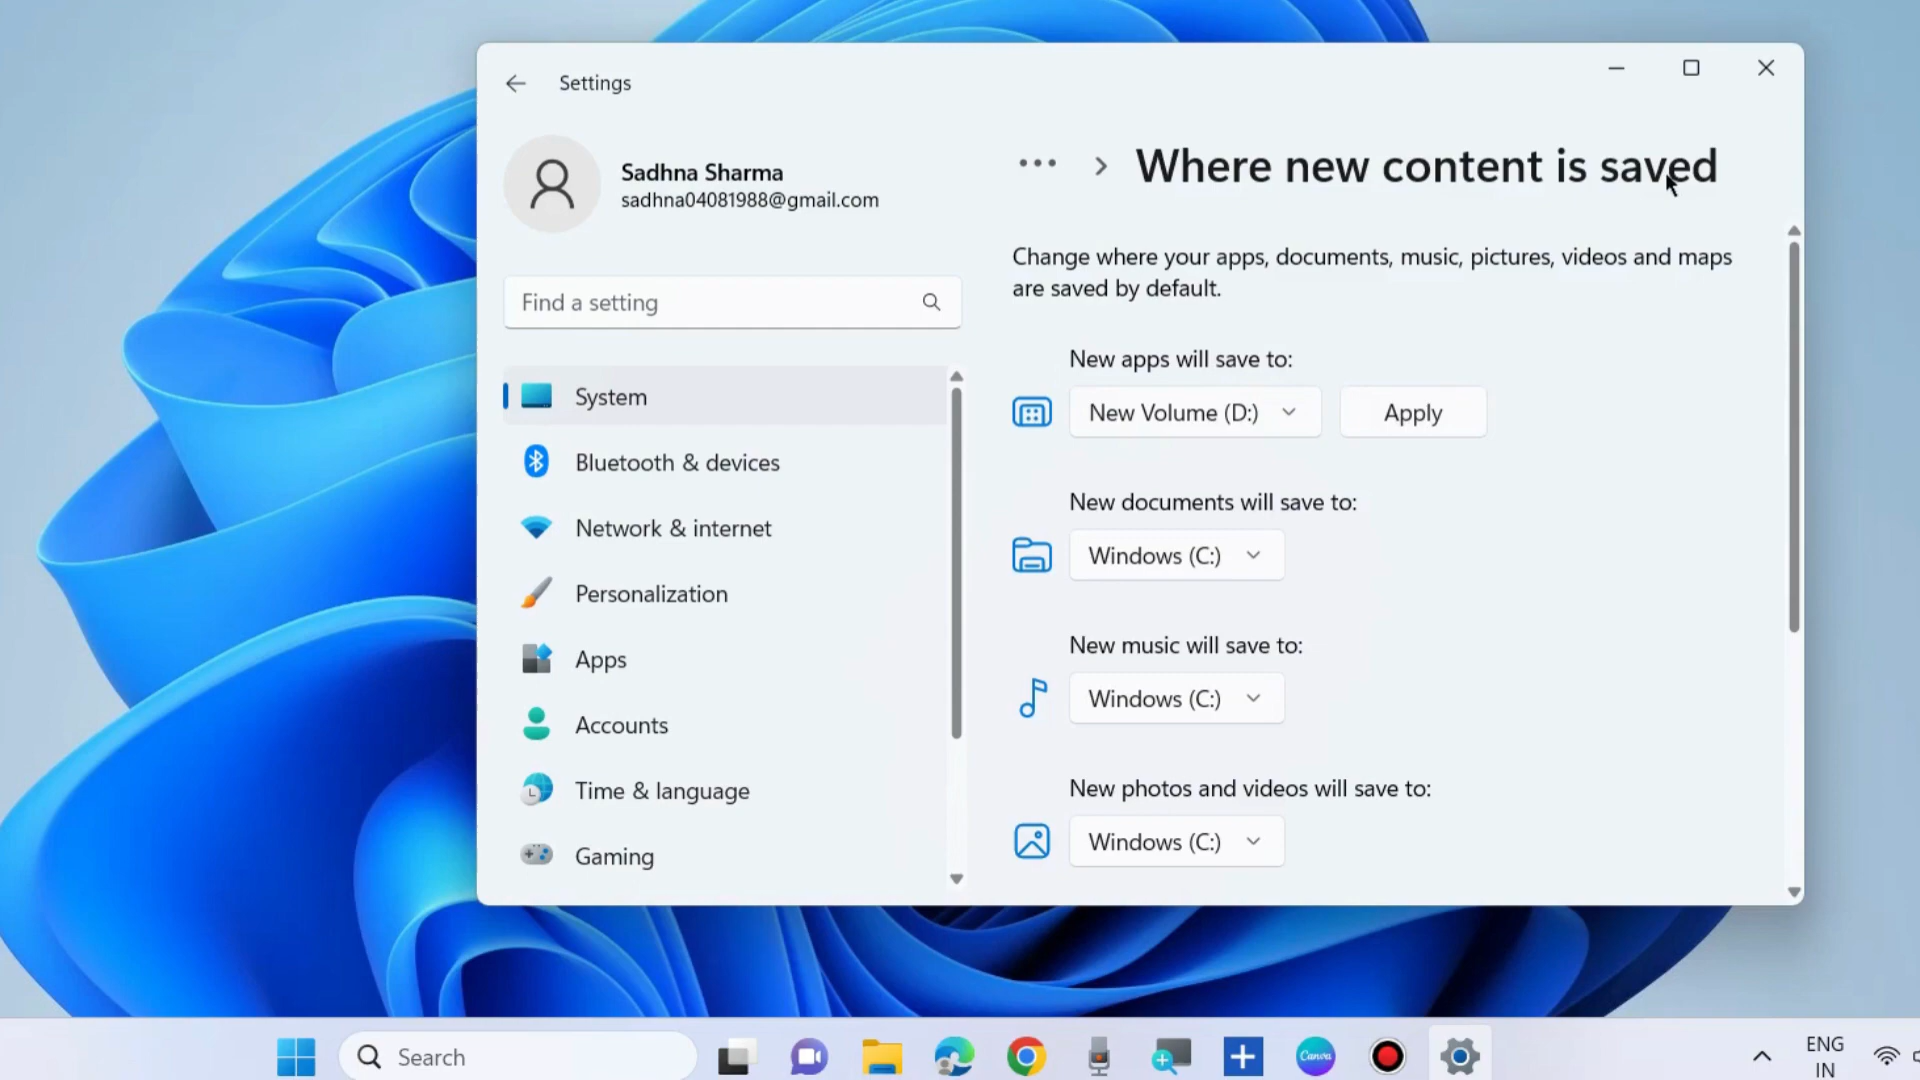 Settings
Sadhna Sharma
sadhna04081988@gmail.com
Find a setting
System
Bluetooth & devices
Network & internet
Personalization
Apps
Accounts
Time & language
Gaming
Where new content is saved
Change where your apps, documents, music, pictures, videos and maps
are saved by default.
New apps will save to:
New Volume (D:)
Apply
New documents will save to:
Windows (C:)
New music will save to:
Windows (C:)
New photos and videos will save to:
Windows (C:)
Search
Canva
ENG
IN